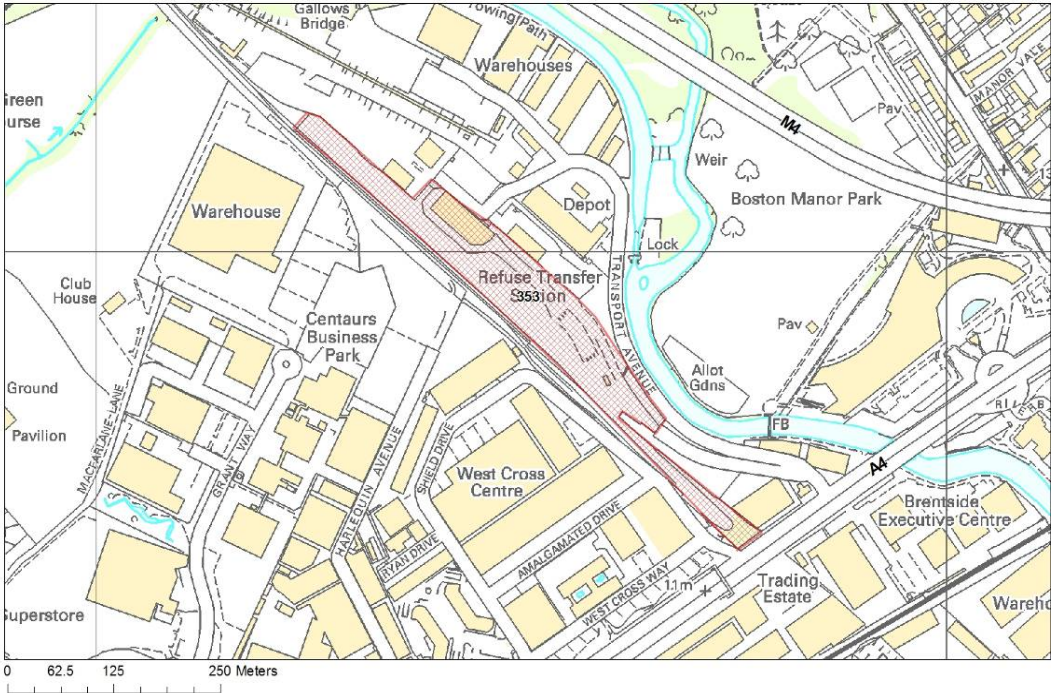 Gallows
Bridge
Towing Path
Warehouses
MANOR VALE
Pav
M4
Green
Weir
Boston Manor Park
Warehouse
Depot
Lock
Club
House
Refuse Transfer
Station
353
TRANSPORT AVENUE
Centaurs
Business
Park
Pav
Ground
Allot
Gdns
Pavilion
MACFARLANE LANE
GRANT WAY
HARLEQUIN AVENUE
SHIELD DRIVE
FB
A4
West Cross
Centre
Brentside
Executive Centre
RYAN DRIVE
AMALGAMATED DRIVE
WEST CROSS WAY
11m
Trading
Estate
Superstore
0 62.5 125 250 Meters